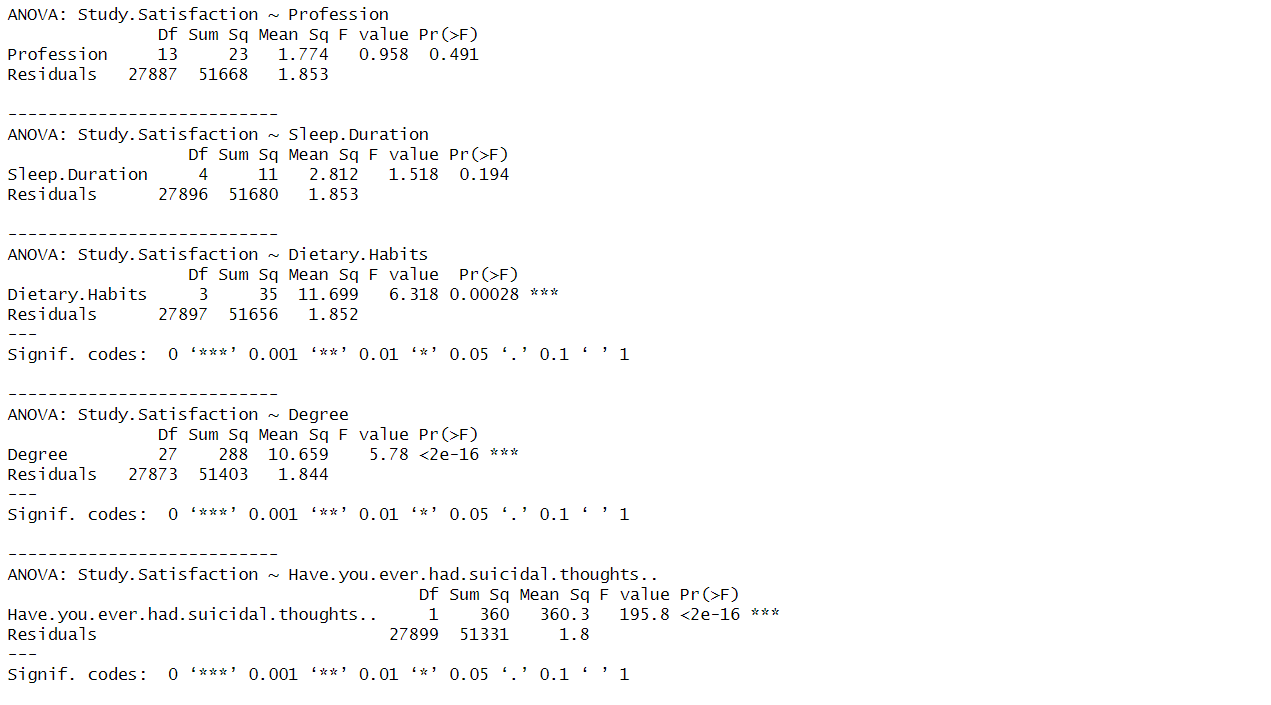 ANOVA: Study.Satisfaction ~ Profession
               Df Sum Sq Mean Sq F value Pr(>F)
Profession     13     23   1.774   0.958  0.491
Residuals   27887  51668   1.853

---------------------------
ANOVA: Study.Satisfaction ~ Sleep.Duration
                  Df Sum Sq Mean Sq F value Pr(>F)
Sleep.Duration     4     11   2.812   1.518  0.194
Residuals      27896  51680   1.853

---------------------------
ANOVA: Study.Satisfaction ~ Dietary.Habits
                  Df Sum Sq Mean Sq F value  Pr(>F)
Dietary.Habits     3     35  11.699   6.318 0.00028 ***
Residuals      27897  51656   1.852
---
Signif. codes:  0 ‘***’ 0.001 ‘**’ 0.01 ‘*’ 0.05 ‘.’ 0.1 ‘ ’ 1

---------------------------
ANOVA: Study.Satisfaction ~ Degree
               Df Sum Sq Mean Sq F value Pr(>F)
Degree         27    288  10.659    5.78 <2e-16 ***
Residuals   27873  51403   1.844
---
Signif. codes:  0 ‘***’ 0.001 ‘**’ 0.01 ‘*’ 0.05 ‘.’ 0.1 ‘ ’ 1

---------------------------
ANOVA: Study.Satisfaction ~ Have.you.ever.had.suicidal.thoughts..
                                         Df Sum Sq Mean Sq F value Pr(>F)
Have.you.ever.had.suicidal.thoughts..     1    360   360.3   195.8 <2e-16 ***
Residuals                             27899  51331     1.8
---
Signif. codes:  0 ‘***’ 0.001 ‘**’ 0.01 ‘*’ 0.05 ‘.’ 0.1 ‘ ’ 1